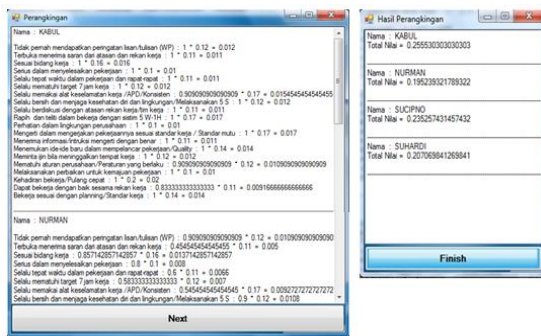 Perangkingan
Nama : KABUL
Tidak pernah mendapatkan peringatan lisan/tulisan (WP) : 1 * 0.12 = 0.012
Terbuka menerima saran dari atasan dan rekan kerja : 1 * 0.11 = 0.011
Sesuai bidang kerja : 1 * 0.16 = 0.016
Serius dalam menyelesaikan pekerjaan : 1 * 0.1 = 0.01
Selalu tepat waktu dalam pekerjaan dan rapat-rapat : 1 * 0.11 = 0.011
Selalu mematuhi target 7 jam kerja : 1 * 0.12 = 0.012
Selalu memakai alat keselamatan kerja /APD/Konsisten : 0.909090909090909 * 0.17 = 0.0154545454545455
Selalu bersih dan menjaga kesehatan diri dan lingkungan/Melaksanakan 5 S : 1 * 0.12 = 0.012
Selalu berdiskusi dengan atasan rekan kerja/tim kerja : 1 * 0.11 = 0.011
Rapih dan teliti dalam bekerja dengan sistim 5 W-1H : 1 * 0.17 = 0.017
Perhatian dalam lingkungan perusahaan : 1 * 0.1 = 0.01
Mengerti dalam mengerjakan pekerjaannya sesuai standar kerja / Standar mutu : 1 * 0.17 = 0.017
Menerima informasi/intruksi mengerti dengan benar : 1 * 0.11 = 0.011
Menemukan ide-ide baru dalam mempelancar pekerjaan/Quality : 1 * 0.14 = 0.014
Meminta ijin bila meninggalkan tempat kerja : 1 * 0.12 = 0.012
Mematuhi aturan perusahaan/Peraturan yang berlaku : 0.909090909090909 * 0.12 = 0.0109090909090909
Melaksanakan perbaikan untuk kemajuan pekerjaan : 1 * 0.1 = 0.01
Kehadiran bekerja/Pulang cepat : 1 * 0.2 = 0.02
Dapat bekerja dengan baik sesama rekan kerja : 0.833333333333333 * 0.11 = 0.00916666666666666
Bekerja sesuai dengan planning/Standar kerja : 1 * 0.14 = 0.014
Nama : NURMAN
Tidak pernah mendapatkan peringatan lisan/tulisan (WP) : 0.909090909090909 * 0.12 = 0.010909090909090
Terbuka menerima saran dari atasan dan rekan kerja : 0.454545454545455 * 0.11 = 0.005
Sesuai bidang kerja : 0.857142857142857 * 0.16 = 0.0137142857142857
Serius dalam menyelesaikan pekerjaan : 0.8 * 0.1 = 0.008
Selalu tepat waktu dalam pekerjaan dan rapat-rapat : 0.6 * 0.11 = 0.0066
Selalu mematuhi target 7 jam kerja : 0.583333333333333 * 0.12 = 0.007
Selalu memakai alat keselamatan kerja /APD/Konsisten : 0.545454545454545 * 0.17 = 0.00927272727272727
Selalu bersih dan menjaga kesehatan diri dan lingkungan/Melaksanakan 5 S : 0.9 * 0.12 = 0.0108
Next
Hasil Perangkingan
Nama : KABUL
Total Nilai = 0.255530303030303
Nama : NURMAN
Total Nilai = 0.195239321789322
Nama : SUCIPNO
Total Nilai = 0.235257431457432
Nama : SUHARDI
Total Nilai = 0.207069841269841
Finish